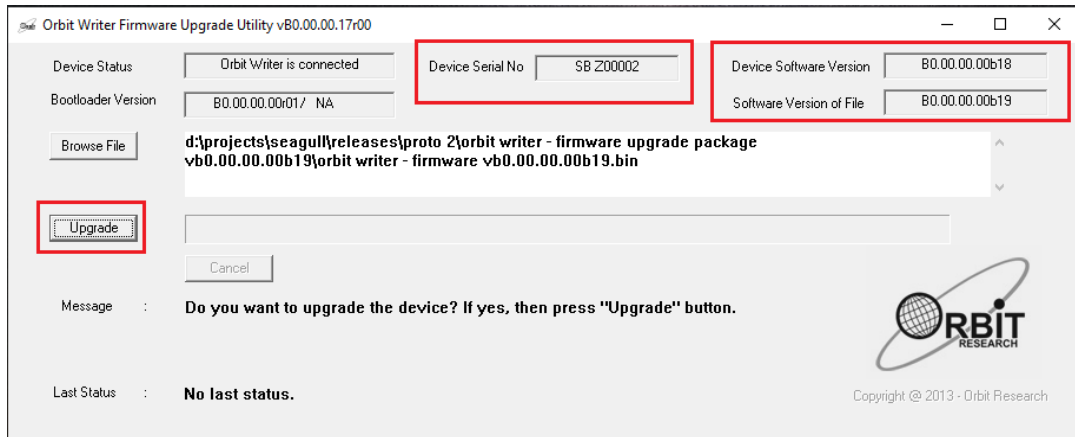 Orbit Writer Firmware Upgrade Utility vB0.00.00.17r00
Device Status
Orbit Writer is connected
Device Serial No
SB Z00002
Device Software Version
B0.00.00.00b18
Bootloader Version
B0.00.00.00r01/ NA
Software Version of File
B0.00.00.00b19
Browse File
d:\projects\seagull\releases\proto 2\orbit writer - firmware upgrade package
vb0.00.00.00b19\orbit writer - firmware vb0.00.00.00b19.bin
Upgrade
Cancel
Message :
Do you want to upgrade the device? If yes, then press "Upgrade" button.
ORBIT
RESEARCH
Last Status :
No last status.
Copyright @ 2013 - Orbit Research